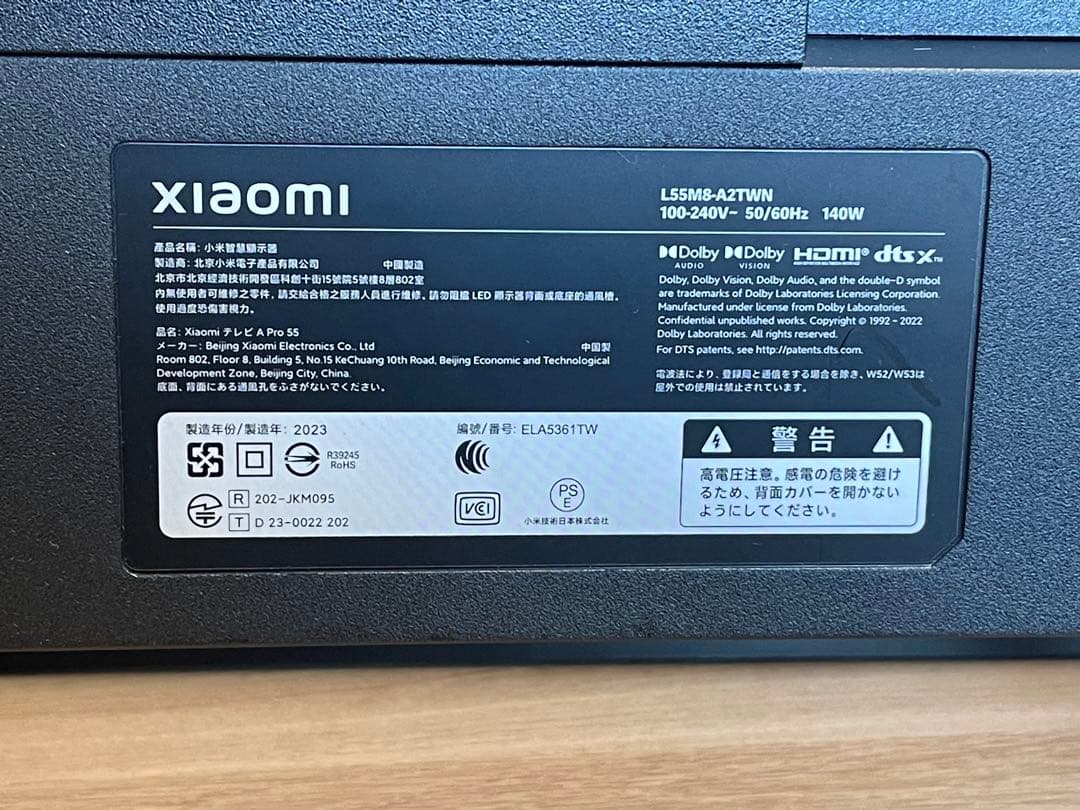 xiaomi
L55M8-A2TWN
100-240V~ 50/60Hz 140W
產品名稱: 小米智慧顯示器
製造商: 北京小米電子產品有限公司 中國製造
北京市北京經濟技術開發區科創十街15號院5號樓8層802室
內無使用者可維修之零件, 請交給合格之服務人員進行維修, 請勿阻擋 LED 顯示器背面或底座的通風槽。
使用過度恐傷害視力。
品名: Xiaomi テレビ A Pro 55
メーカー: Beijing Xiaomi Electronics Co., Ltd 中国製
Room 802, Floor 8, Building 5, No.15 KeChuang 10th Road, Beijing Economic and Technological
Development Zone, Beijing City, China.
底面、背面にある通風孔をふさがないでください。
Dolby AUDIO Dolby VISION HDMI® dts X™
Dolby, Dolby Vision, Dolby Audio, and the double-D symbol
are trademarks of Dolby Laboratories Licensing Corporation.
Manufactured under license from Dolby Laboratories.
Confidential unpublished works. Copyright © 1992 - 2022
Dolby Laboratories. All rights reserved.
For DTS patents, see http://patents.dts.com.
電波法により、登録局と通信をする場合を除き、W52/W53は
屋外での使用は禁止されています。
製造年份/製造年: 2023
R39245
RoHS
R 202-JKM095
T D 23-0022 202
編號/番号: ELA5361TW
VCCI
PS
E
小米技術日本株式会社
警告
高電圧注意。感電の危険を避け
るため、背面カバーを開かない
ようにしてください。